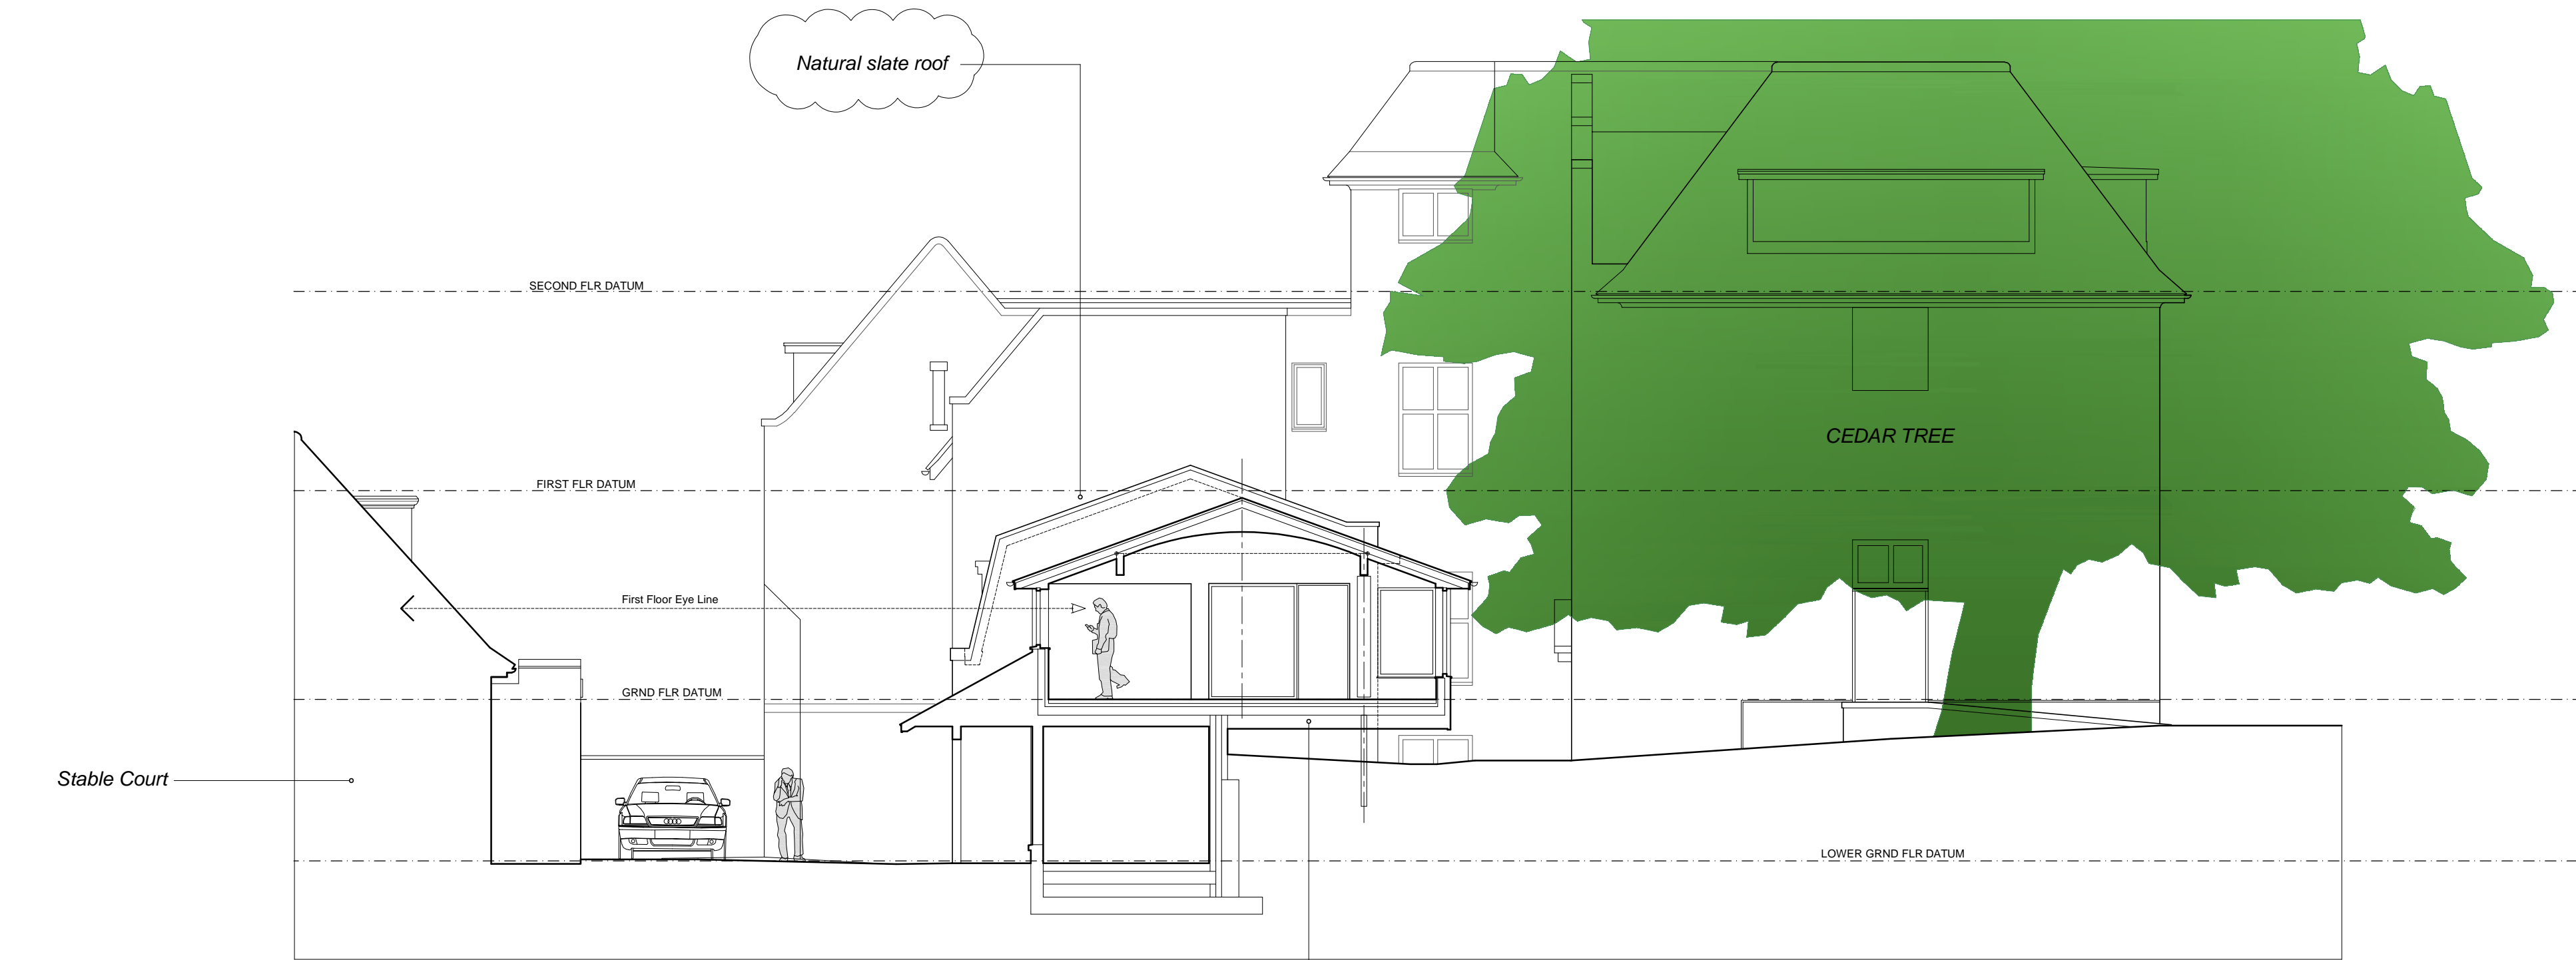 Natural slate roof
SECOND FLR DATUM
CEDAR TREE
FIRST FLR DATUM
First Floor Eye Line
GRND FLR DATUM
Stable Court
LOWER GRND FLR DATUM